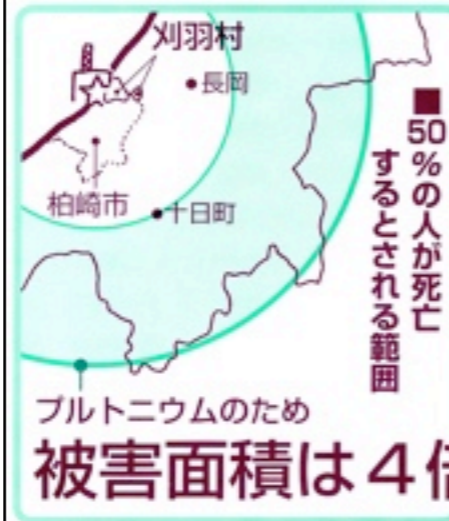 刈羽村
長岡
柏崎市
十日町
■50%の人が死亡
するとされる範囲
プルトニウムのため
被害面積は4倍